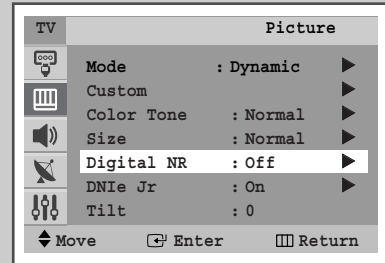 TV Picture
Mode : Dynamic
Custom
Color Tone : Normal
Size : Normal
Digital NR : Off
DNIe Jr : On
Tilt : 0
Move Enter Return